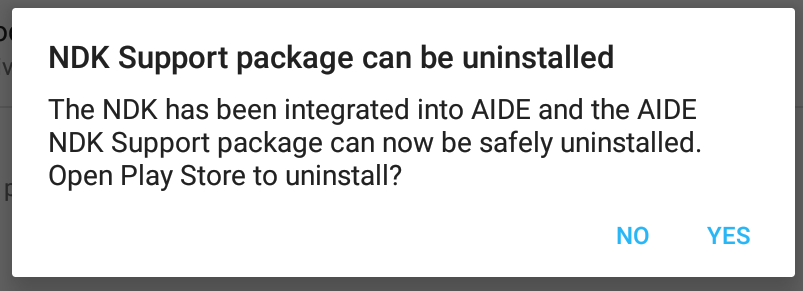 NDK Support package can be uninstalled
The NDK has been integrated into AIDE and the AIDE
NDK Support package can now be safely uninstalled.
Open Play Store to uninstall?
NO YES